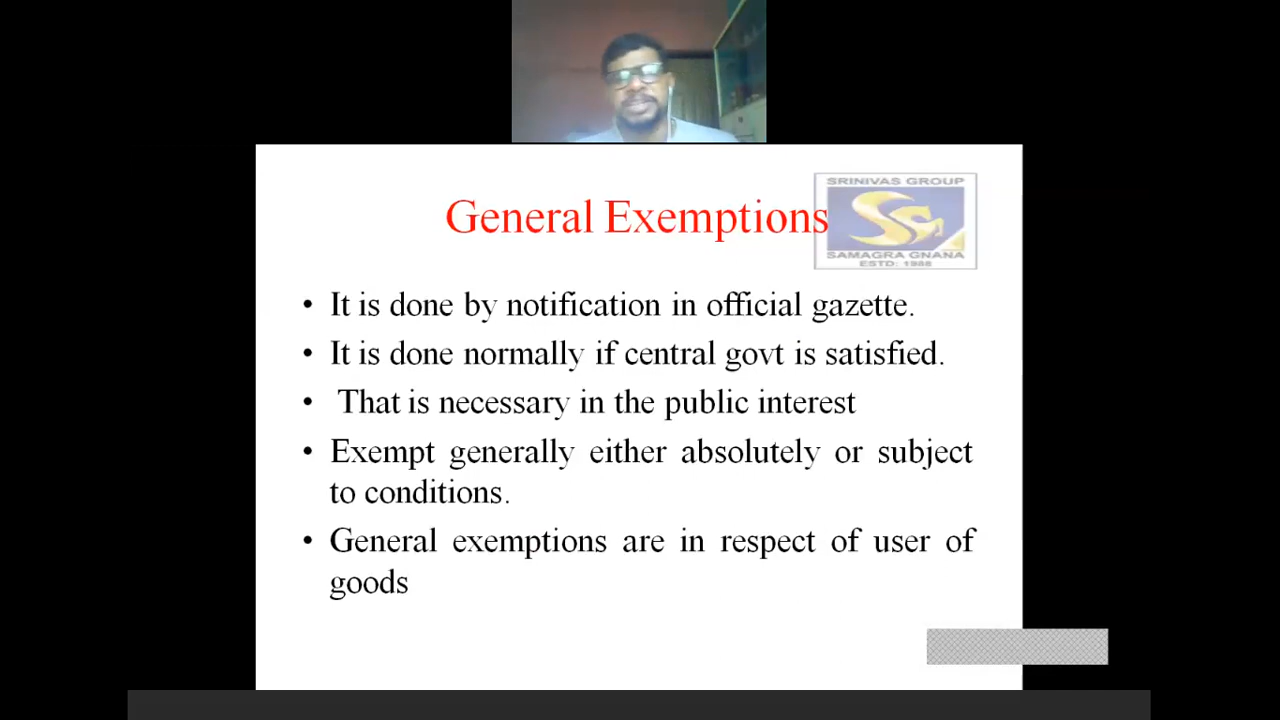 SRINIVAS GROUP
General Exemptions
SAMAGRA GNANA
ESTD: 1988
• It is done by notification in official gazette.
• It is done normally if central govt is satisfied.
• That is necessary in the public interest
• Exempt generally either absolutely or subject
to conditions.
• General exemptions are in respect of user of
goods